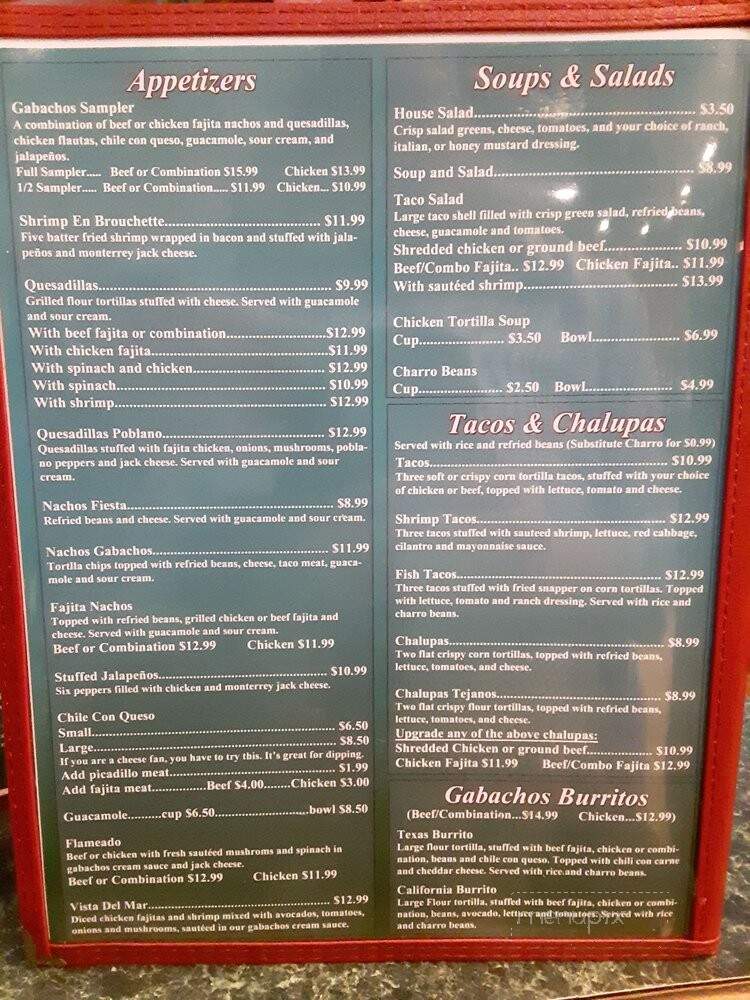 Appetizers
Gabachos Sampler
A combination of beef or chicken fajita nachos and quesadillas,
chicken flautas, chile con queso, guacamole, sour cream, and
jalapeños.
Full Sampler..... Beef or Combination $15.99 Chicken $13.99
1/2 Sampler..... Beef or Combination..... $11.99 Chicken... $10.99
Shrimp En Brouchette.................................... $11.99
Five batter fried shrimp wrapped in bacon and stuffed with jala-
peños and monterrey jack cheese.
Quesadillas.......................................................... $9.99
Grilled flour tortillas stuffed with cheese. Served with guacamole
and sour cream.
With beef fajita or combination.......................$12.99
With chicken fajita.........................................$11.99
With spinach and chicken............................... $12.99
With spinach.................................................. $10.99
With shrimp................................................... $12.99
Quesadillas Poblano...................................... $12.99
Quesadillas stuffed with fajita chicken, onions, mushrooms, pobla-
no peppers and jack cheese. Served with guacamole and sour
cream.
Nachos Fiesta................................................ $8.99
Refried beans and cheese. Served with guacamole and sour cream.
Nachos Gabachos......................................... $11.99
Tortlla chips topped with refried beans, cheese, taco meat, guaca-
mole and sour cream.
Fajita Nachos
Topped with refried beans, grilled chicken or beef fajita and
cheese. Served with guacamole and sour cream.
Beef or Combination $12.99 Chicken $11.99
Stuffed Jalapeños....................................... $10.99
Six peppers filled with chicken and monterrey jack cheese.
Chile Con Queso
Small......................................................... $6.50
Large......................................................... $8.50
If you are a cheese fan, you have to try this. It's great for dipping.
Add picadillo meat...................................... $1.99
Add fajita meat.............Beef $4.00.......Chicken $3.00
Guacamole.........cup $6.50........................bowl $8.50
Flameado
Beef or chicken with fresh sautéed mushroms and spinach in
gabachos cream sauce and jack cheese.
Beef or Combination $12.99 Chicken $11.99
Vista Del Mar.......................................... $12.99
Diced chicken fajitas and shrimp mixed with avocados, tomatoes,
onions and mushrooms, sautéed in our gabachos cream sauce.
Soups & Salads
House Salad.................................................... $3.50
Crisp salad greens, cheese, tomatoes, and your choice of ranch,
italian, or honey mustard dressing.
Soup and Salad............................................... $8.99
Taco Salad
Large taco shell filled with crisp green salad, refried beans,
cheese, guacamole and tomatoes.
Shredded chicken or ground beef.................. $10.99
Beef/Combo Fajita.. $12.99 Chicken Fajita.. $11.99
With sautéed shrimp...................................... $13.99
Chicken Tortilla Soup
Cup..................... $3.50 Bowl...................... $6.99
Charro Beans
Cup..................... $2.50 Bowl...................... $4.99
Tacos & Chalupas
Served with rice and refried beans (Substitute Charro for $0.99)
Tacos........................................................... $10.99
Three soft or crispy corn tortilla tacos, stuffed with your choice
of chicken or beef, topped with lettuce, tomato and cheese.
Shrimp Tacos............................................... $12.99
Three tacos stuffed with sauteed shrimp, lettuce, red cabbage,
cilantro and mayonnaise sauce.
Fish Tacos.................................................... $12.99
Three tacos stuffed with fried snapper on corn tortillas. Topped
with lettuce, tomato and ranch dressing. Served with rice and
charro beans.
Chalupas....................................................... $8.99
Two flat crispy corn tortillas, topped with refried beans,
lettuce, tomatoes, and cheese.
Chalupas Tejanos......................................... $8.99
Two flat crispy flour tortillas, topped with refried beans,
lettuce, tomatoes, and cheese.
Upgrade any of the above chalupas:
Shredded Chicken or ground beef............... $10.99
Chicken Fajita $11.99 Beef/Combo Fajita $12.99
Gabachos Burritos
(Beef/Combination...$14.99 Chicken...$12.99)
Texas Burrito
Large flour tortilla, stuffed with beef fajita, chicken or combi-
nation, beans and chile con queso. Topped with chili con carne
and cheddar cheese. Served with rice.and charro beans.
California Burrito
Large Flour tortilla, stuffed with beef fajita, chicken or combi-
nation, beans, avocado, lettuce and tomatoes. Served with rice
and charro beans.
menupix